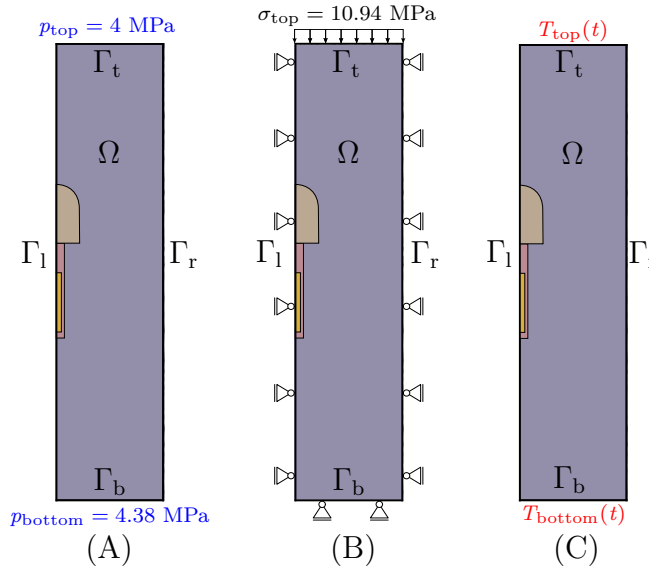 p_top = 4 MPa
Γ_t
Ω
Γ_l
Γ_r
Γ_b
p_bottom = 4.38 MPa
(A)
σ_top = 10.94 MPa
Γ_t
Ω
Γ_l
Γ_r
Γ_b
(B)
T_top(t)
Γ_t
Ω
Γ_l
Γ_b
T_bottom(t)
(C)